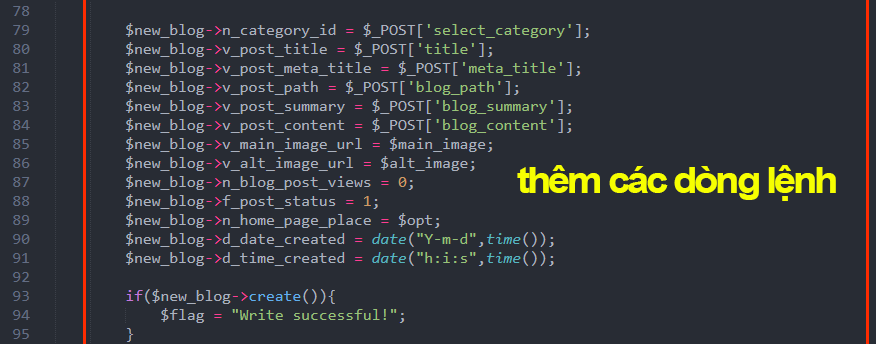 78
79 $new_blog->n_category_id = $_POST['select_category'];
80 $new_blog->v_post_title = $_POST['title'];
81 $new_blog->v_post_meta_title = $_POST['meta_title'];
82 $new_blog->v_post_path = $_POST['blog_path'];
83 $new_blog->v_post_summary = $_POST['blog_summary'];
84 $new_blog->v_post_content = $_POST['blog_content'];
85 $new_blog->v_main_image_url = $main_image;
86 $new_blog->v_alt_image_url = $alt_image;
87 $new_blog->n_blog_post_views = 0;
thêm các dòng lệnh
88 $new_blog->f_post_status = 1;
89 $new_blog->n_home_page_place = $opt;
90 $new_blog->d_date_created = date("Y-m-d",time());
91 $new_blog->d_time_created = date("h:i:s",time());
92
93 if($new_blog->create()){
94 $flag = "Write successful!";
95 }